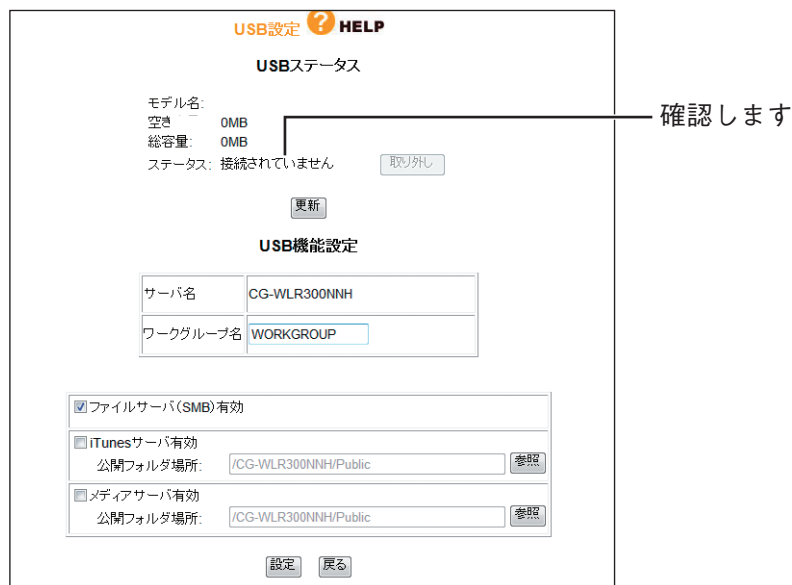 USB設定 ? HELP
USBステータス
モデル名:
空き 0MB
確認します
総容量: 0MB
ステータス: 接続されていません 取り外し
更新
USB機能設定
サーバ名 CG-WLR300NNH
ワークグループ名 WORKGROUP
ファイルサーバ(SMB)有効
iTunesサーバ有効
公開フォルダ場所: /CG-WLR300NNH/Public 参照
メディアサーバ有効
公開フォルダ場所: /CG-WLR300NNH/Public 参照
設定 戻る